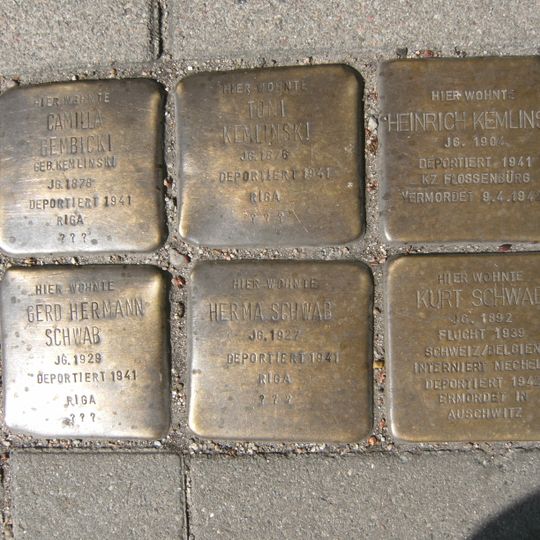 HIER WOHNTE
CAMILLA
GEMBICKI
GEB. KEMLINSKI
JG. 1878
DEPORTIERT 1941
RIGA
? ? ?
HIER WOHNTE
TONI
KEMLINSKI
JG. 1876
DEPORTIERT 1941
RIGA
? ? ?
HIER WOHNTE
HEINRICH KEMLINS
JG. 1904
DEPORTIERT 1941
KZ FLOSSENBÜRG
ERMORDET 9.4.194
HIER WOHNTE
GERD HERMANN
SCHWAB
JG. 1929
DEPORTIERT 1941
RIGA
? ? ?
HIER WOHNTE
HERMA SCHWAB
JG. 1927
DEPORTIERT 1941
RIGA
? ? ?
HIER WOHNTE
KURT SCHWAB
JG. 1892
FLUCHT 1939
SCHWEIZ/BELGIEN
INTERNIERT MECHEL
DEPORTIERT 194
ERMORDET IN
AUSCHWITZ